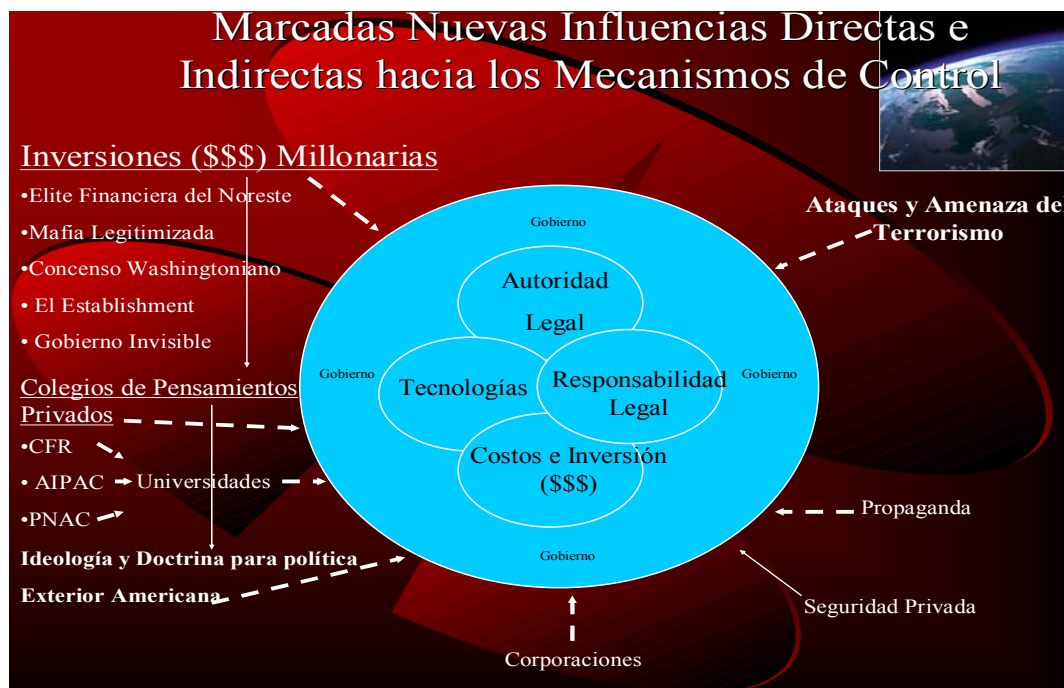 Marcadas Nuevas Influencias Directas e
Indirectas hacia los Mecanismos de Control
Inversiones ($$$) Millonarias
•Elite Financiera del Noreste
•Mafia Legitimizada
•Concenso Washingtoniano
• El Establishment
• Gobierno Invisible
Colegios de Pensamientos
Privados
•CFR
• AIPAC
Universidades
•PNAC
Ideología y Doctrina para política
Exterior Americana
Gobierno
Autoridad
Legal
Gobierno
Tecnologías
Responsabilidad
Legal
Gobierno
Costos e Inversión
($$$)
Gobierno
Ataques y Amenaza de
Terrorismo
Propaganda
Seguridad Privada
Corporaciones